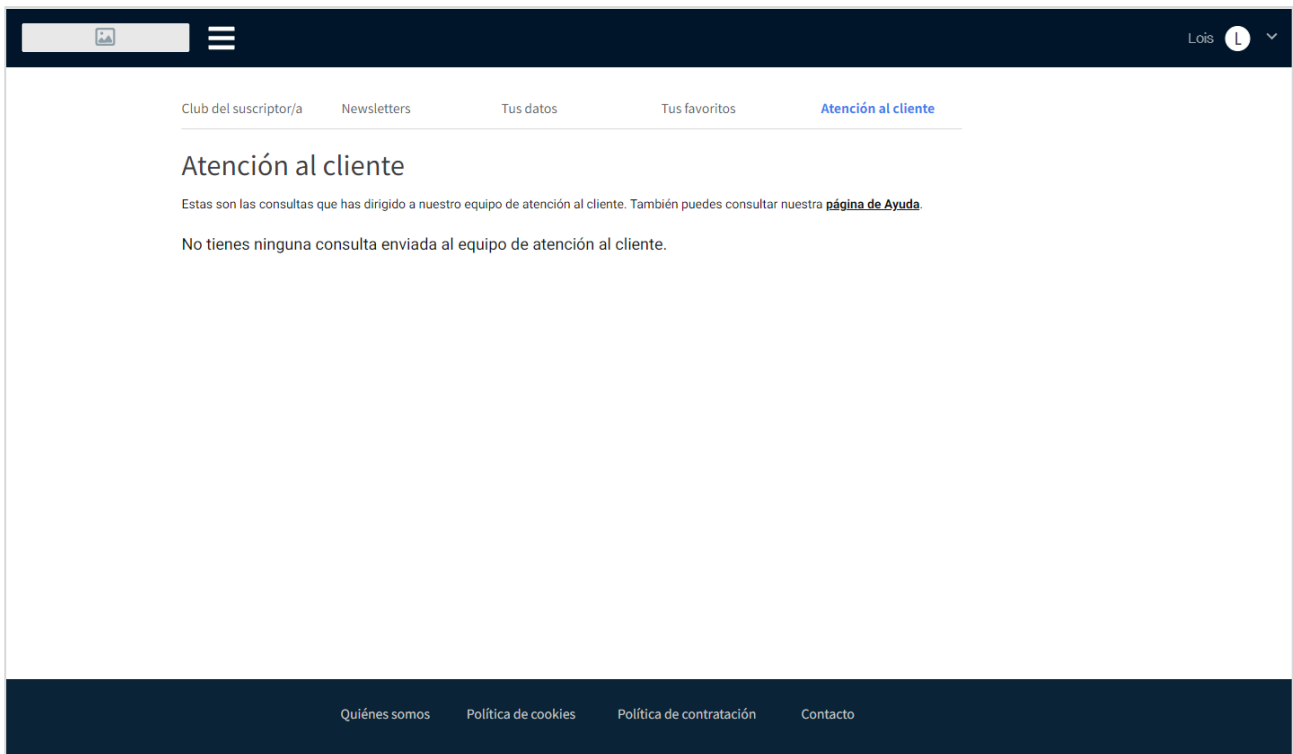 Lois L
Club del suscriptor/a Newsletters Tus datos Tus favoritos Atención al cliente
Atención al cliente
Estas son las consultas que has dirigido a nuestro equipo de atención al cliente. También puedes consultar nuestra página de Ayuda.
No tienes ninguna consulta enviada al equipo de atención al cliente.
Quiénes somos Política de cookies Política de contratación Contacto